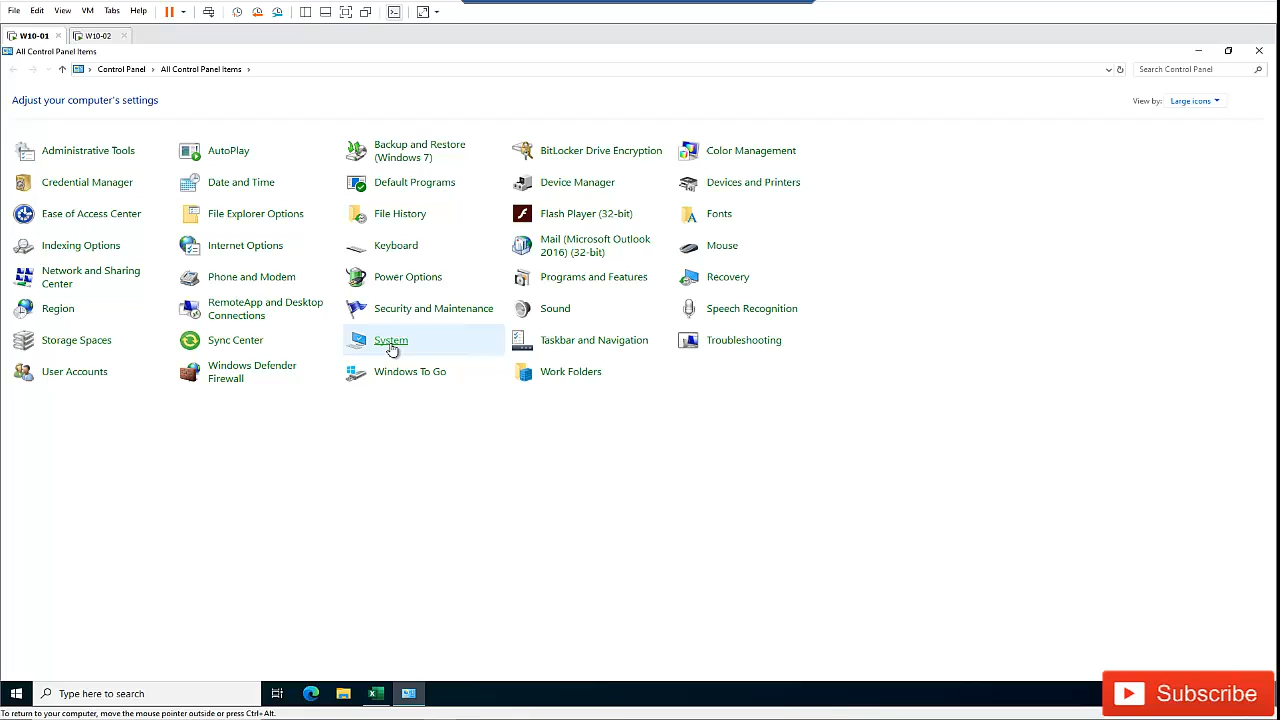 File Edit View VM Tabs Help
W10-01 W10-02
All Control Panel Items
Control Panel All Control Panel Items Search Control Panel
Adjust your computer's settings View by: Large icons
Administrative Tools
AutoPlay
Backup and Restore
(Windows 7)
BitLocker Drive Encryption
Color Management
Credential Manager
Date and Time
Default Programs
Device Manager
Devices and Printers
Ease of Access Center
File Explorer Options
File History
Flash Player (32-bit)
Fonts
Indexing Options
Internet Options
Keyboard
Mail (Microsoft Outlook
2016) (32-bit)
Mouse
Network and Sharing
Center
Phone and Modem
Power Options
Programs and Features
Recovery
Region
RemoteApp and Desktop
Connections
Security and Maintenance
Sound
Speech Recognition
Storage Spaces
Sync Center
System
Taskbar and Navigation
Troubleshooting
User Accounts
Windows Defender
Firewall
Windows To Go
Work Folders
Type here to search
Subscribe
To return to your computer, move the mouse pointer outside or press Ctrl+Alt.